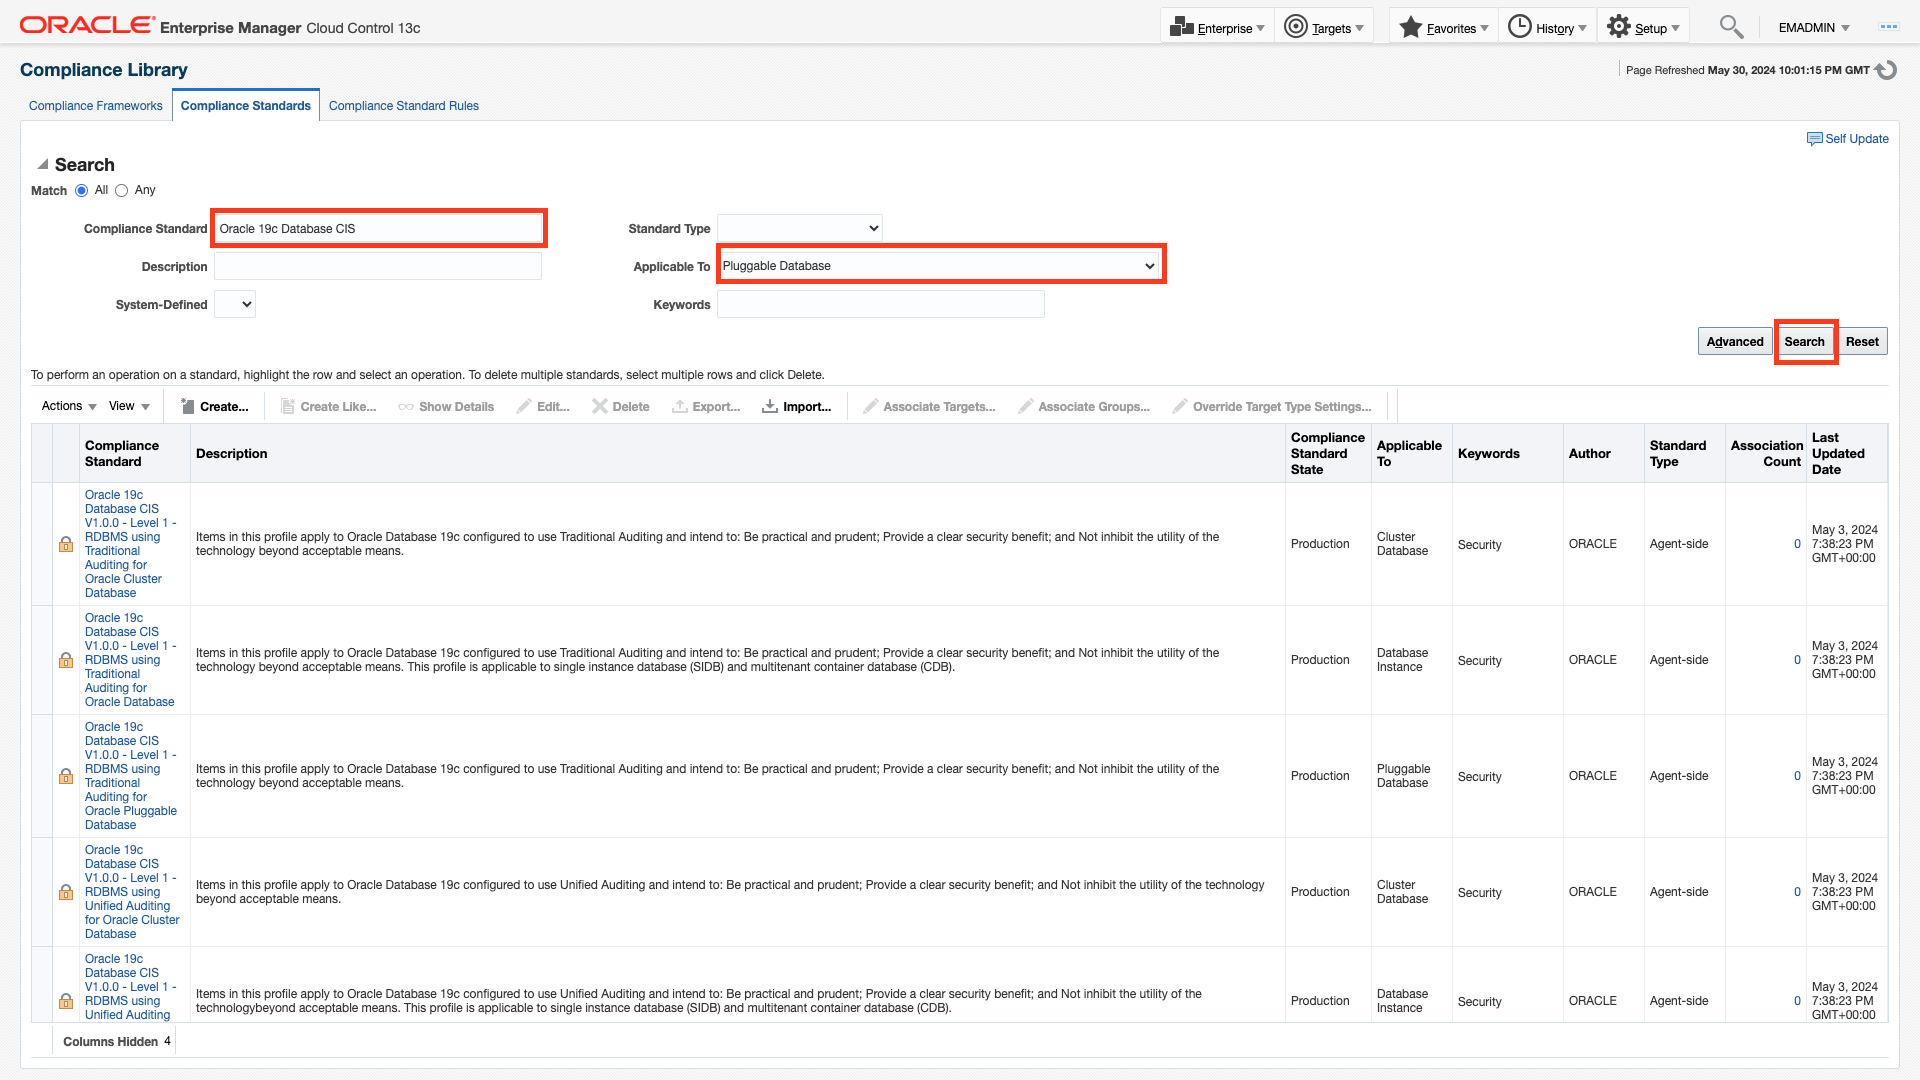 ORACLE Enterprise Manager Cloud Control 13c
Enterprise
Targets
Favorites
History
Setup
EMADMIN
Compliance Library
Page Refreshed May 30, 2024 10:01:15 PM GMT
Compliance Frameworks
Compliance Standards
Compliance Standard Rules
Self Update
Search
Match All Any
Compliance Standard Oracle 19c Database CIS
Standard Type
Description
Applicable To Pluggable Database
System-Defined
Keywords
Advanced
Search
Reset
To perform an operation on a standard, highlight the row and select an operation. To delete multiple standards, select multiple rows and click Delete.
Actions View Create... Create Like... Show Details Edit... Delete Export... Import... Associate Targets... Associate Groups... Override Target Type Settings...
Compliance
Standard
Description
Compliance
Standard
State
Applicable
To
Keywords
Author
Standard
Type
Association
Count
Last
Updated
Date
Oracle 19c
Database CIS
V1.0.0 - Level 1 -
RDBMS using
Traditional
Auditing for
Oracle Cluster
Database
Items in this profile apply to Oracle Database 19c configured to use Traditional Auditing and intend to: Be practical and prudent; Provide a clear security benefit; and Not inhibit the utility of the
technology beyond acceptable means.
Production
Cluster
Database
Security
ORACLE
Agent-side
0
May 3, 2024
7:38:23 PM
GMT+00:00
Oracle 19c
Database CIS
V1.0.0 - Level 1 -
RDBMS using
Traditional
Auditing for
Oracle Database
Items in this profile apply to Oracle Database 19c configured to use Traditional Auditing and intend to: Be practical and prudent; Provide a clear security benefit; and Not inhibit the utility of the
technology beyond acceptable means. This profile is applicable to single instance database (SIDB) and multitenant container database (CDB).
Production
Database
Instance
Security
ORACLE
Agent-side
0
May 3, 2024
7:38:23 PM
GMT+00:00
Oracle 19c
Database CIS
V1.0.0 - Level 1 -
RDBMS using
Traditional
Auditing for
Oracle Pluggable
Database
Items in this profile apply to Oracle Database 19c configured to use Traditional Auditing and intend to: Be practical and prudent; Provide a clear security benefit; and Not inhibit the utility of the
technology beyond acceptable means.
Production
Pluggable
Database
Security
ORACLE
Agent-side
0
May 3, 2024
7:38:23 PM
GMT+00:00
Oracle 19c
Database CIS
V1.0.0 - Level 1 -
RDBMS using
Unified Auditing
for Oracle Cluster
Database
Items in this profile apply to Oracle Database 19c configured to use Unified Auditing and intend to: Be practical and prudent; Provide a clear security benefit; and Not inhibit the utility of the technology
beyond acceptable means.
Production
Cluster
Database
Security
ORACLE
Agent-side
0
May 3, 2024
7:38:23 PM
GMT+00:00
Oracle 19c
Database CIS
V1.0.0 - Level 1 -
RDBMS using
Unified Auditing
Items in this profile apply to Oracle Database 19c configured to use Unified Auditing and intend to: Be practical and prudent; Provide a clear security benefit; and Not inhibit the utility of the
technologybeyond acceptable means. This profile is applicable to single instance database (SIDB) and multitenant container database (CDB).
Production
Database
Instance
Security
ORACLE
Agent-side
0
May 3, 2024
7:38:23 PM
GMT+00:00
Columns Hidden 4